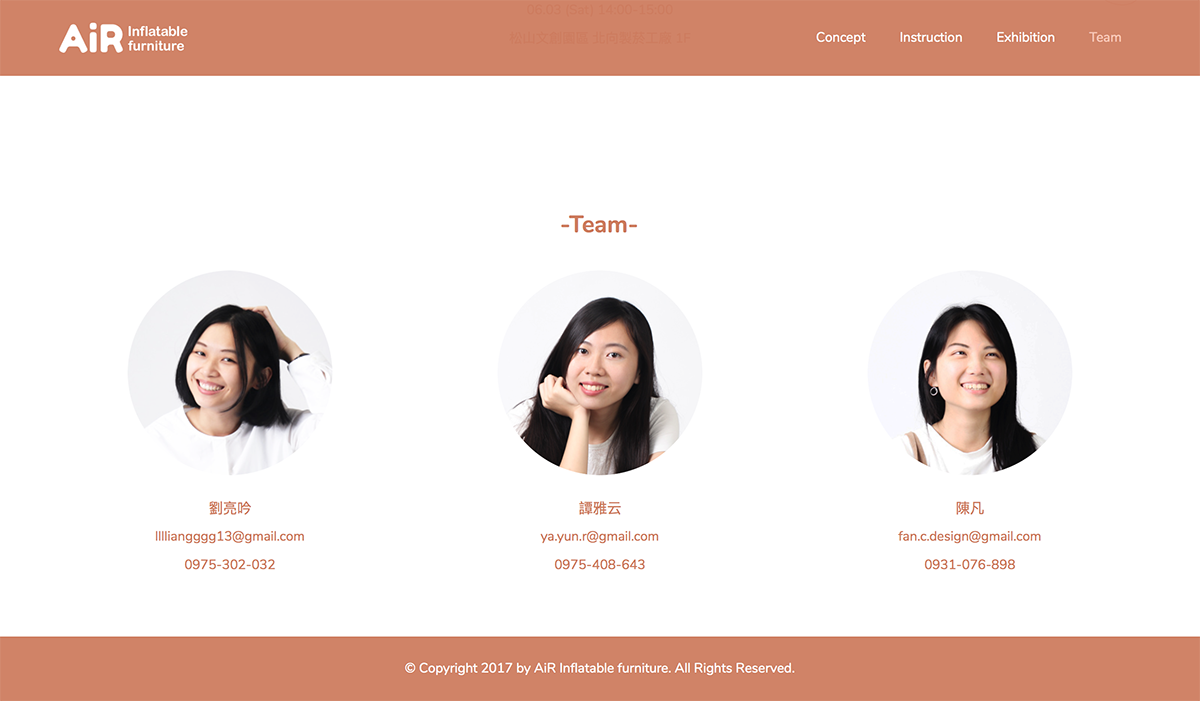 06.03 (Sat) 14:00-15:00
松山文創園區 北向製菸工廠 1F
AiR Inflatable
furniture
Concept
Instruction
Exhibition
Team
-Team-
劉亮吟
llllianggggg13@gmail.com
0975-302-032
譚雅云
ya.yun.r@gmail.com
0975-408-643
陳凡
fan.c.design@gmail.com
0931-076-898
© Copyright 2017 by AiR Inflatable furniture. All Rights Reserved.